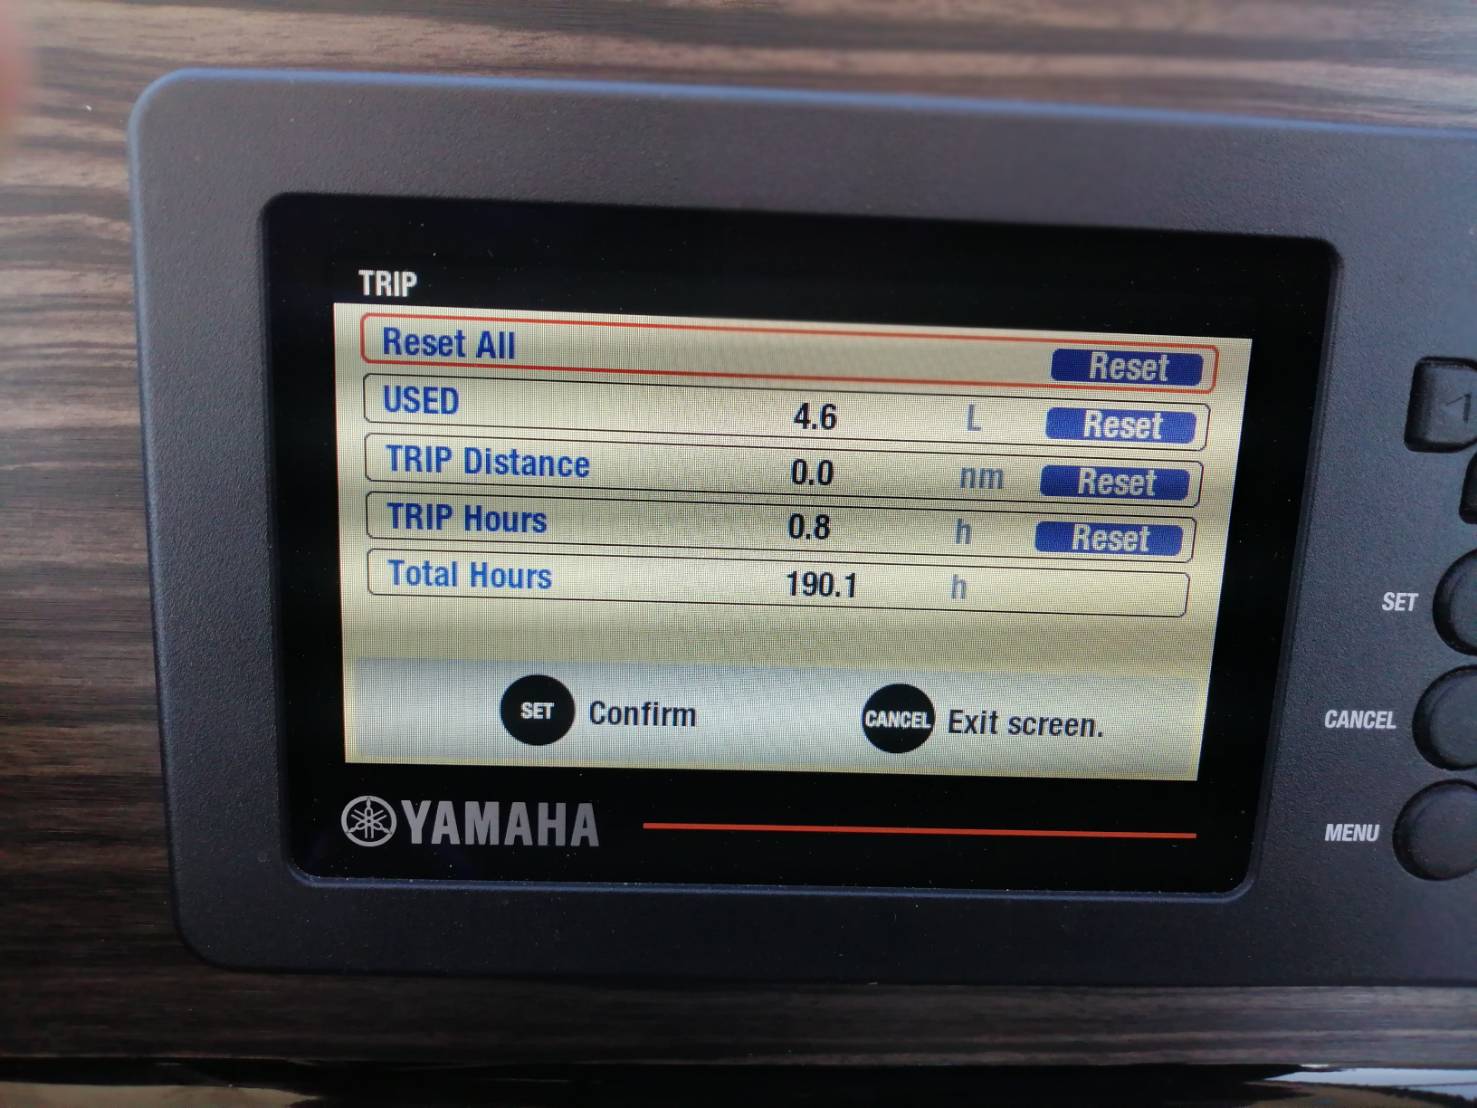 TRIP
Reset All Reset
USED 4.6 L Reset
TRIP Distance 0.0 nm Reset
TRIP Hours 0.8 h Reset
Total Hours 190.1 h
SET Confirm CANCEL Exit screen.
YAMAHA
SET
CANCEL
MENU